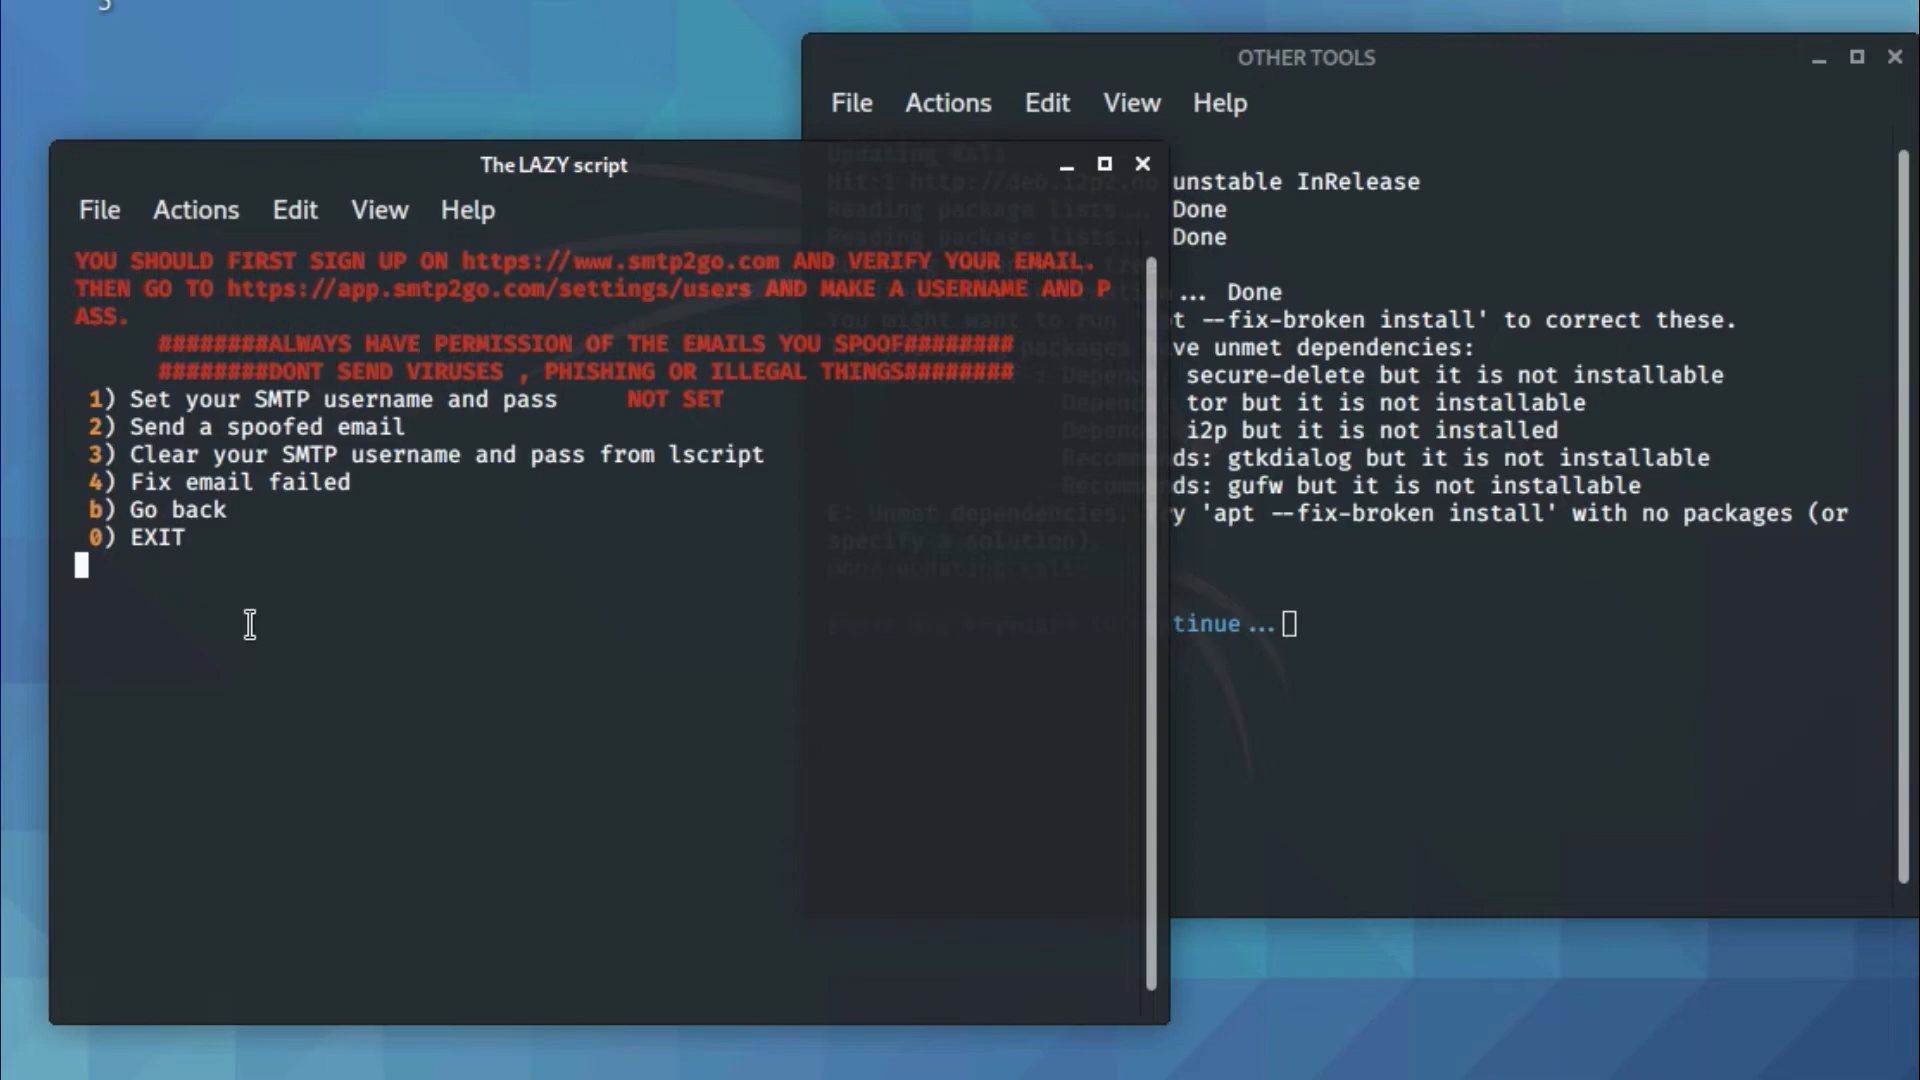 OTHER TOOLS
File Actions Edit View Help
unstable InRelease
Done
Done
... Done
t --fix-broken install' to correct these.
ve unmet dependencies:
secure-delete but it is not installable
tor but it is not installable
i2p but it is not installed
ds: gtkdialog but it is not installable
ds: gufw but it is not installable
y 'apt --fix-broken install' with no packages (or
specify a solution).
tinue...
The LAZY script
File Actions Edit View Help
YOU SHOULD FIRST SIGN UP ON https://www.smtp2go.com AND VERIFY YOUR EMAIL.
THEN GO TO https://app.smtp2go.com/settings/users AND MAKE A USERNAME AND P
ASS.
########ALWAYS HAVE PERMISSION OF THE EMAILS YOU SPOOF########
########DONT SEND VIRUSES , PHISHING OR ILLEGAL THINGS########
1) Set your SMTP username and pass NOT SET
2) Send a spoofed email
3) Clear your SMTP username and pass from lscript
4) Fix email failed
b) Go back
0) EXIT